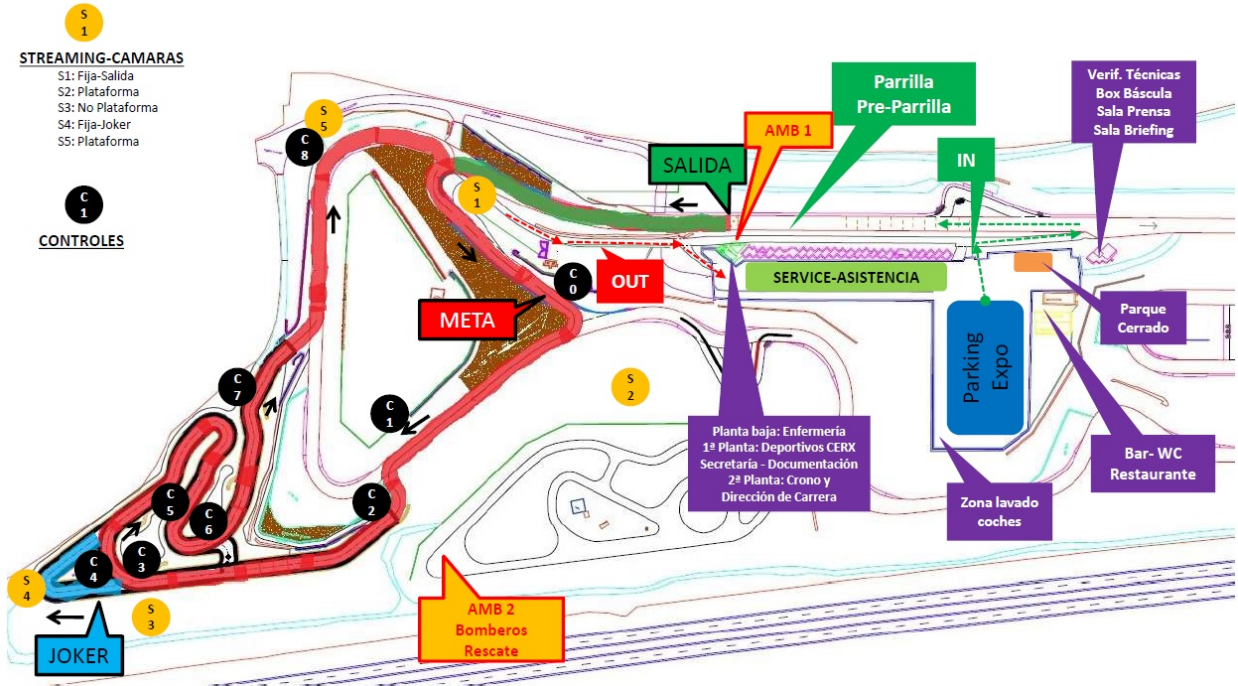 S
1
STREAMING-CAMARAS
S1: Fija-Salida
S2: Plataforma
S3: No Plataforma
S4: Fija-Joker
S5: Plataforma
C
1
CONTROLES
S
5
C
8
S
1
SALIDA
AMB 1
Parrilla
Pre-Parrilla
IN
Verif. Técnicas
Box Báscula
Sala Prensa
Sala Briefing
C
0
OUT
META
SERVICE-ASISTENCIA
Parque
Cerrado
Parking
Expo
C
7
C
1
S
2
Planta baja: Enfermería
1ª Planta: Deportivos CERX
Secretaría - Documentación
2ª Planta: Crono y
Dirección de Carrera
Bar- WC
Restaurante
Zona lavado
coches
C
5
C
6
C
2
C
3
C
4
S
4
S
3
JOKER
AMB 2
Bomberos
Rescate